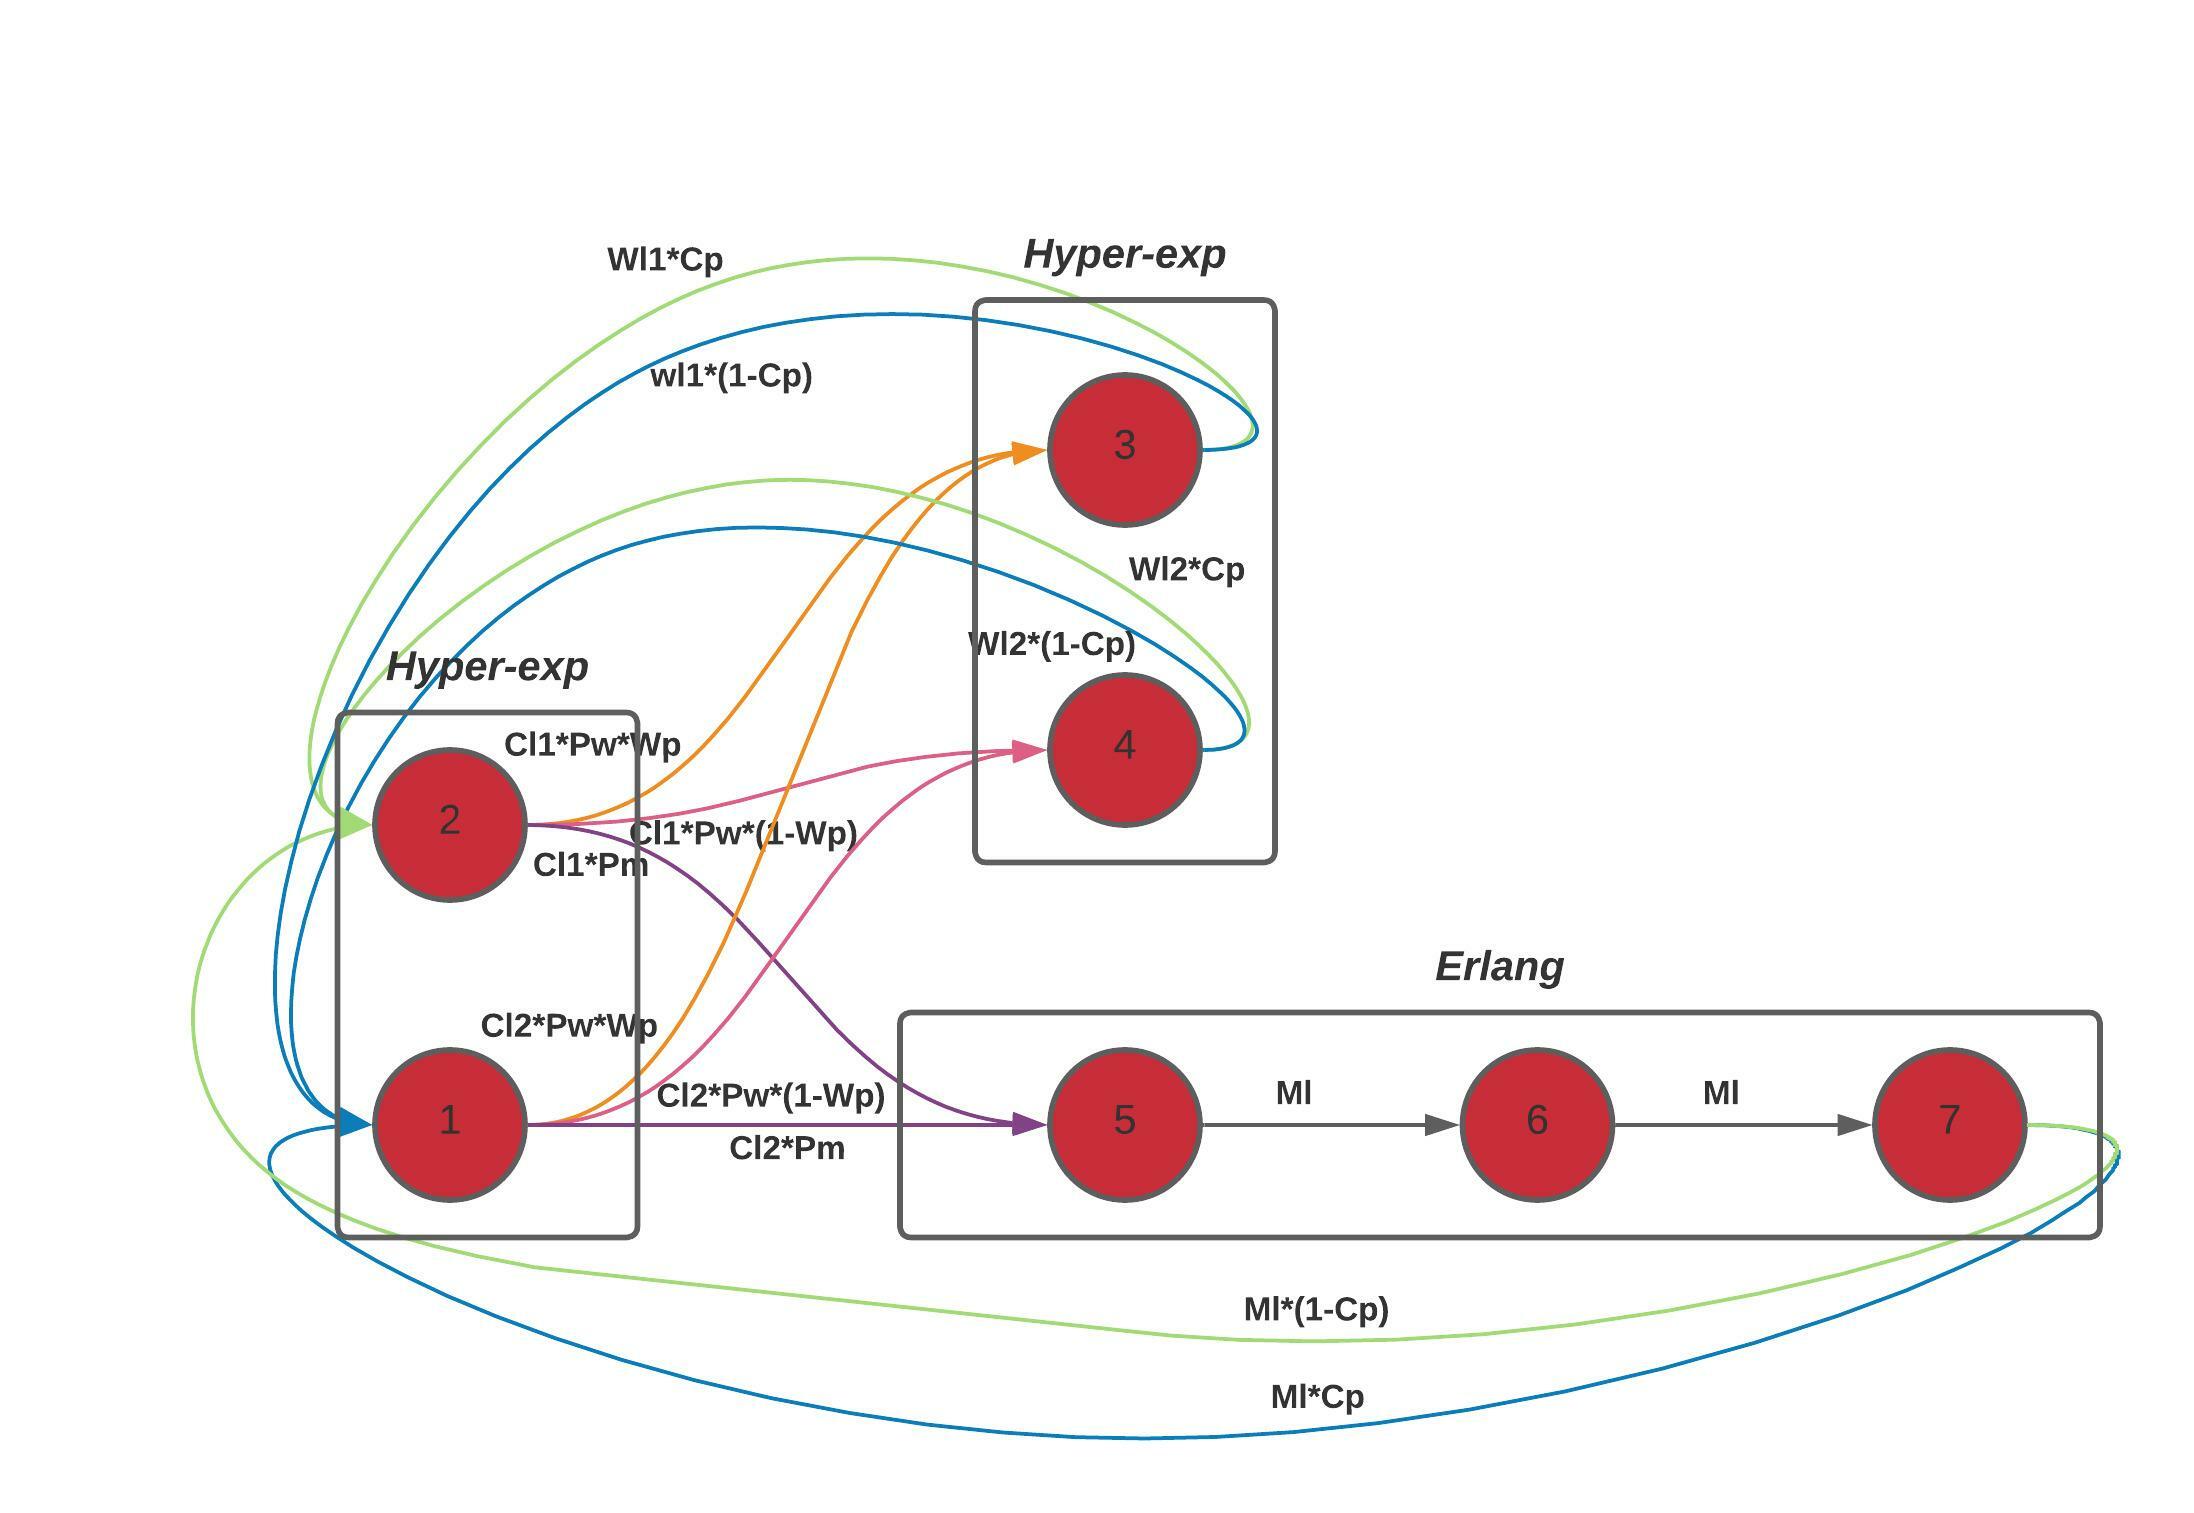 Hyper-exp
Wl1*Cp
wl1*(1-Cp)
3
Wl2*Cp
Wl2*(1-Cp)
Hyper-exp
Cl1*Pw*Wp
4
2
Cl1*Pw*(1-Wp)
Cl1*Pm
Erlang
Cl2*Pw*Wp
Cl2*Pw*(1-Wp)
Ml
Ml
1
5
6
7
Cl2*Pm
Ml*(1-Cp)
Ml*Cp